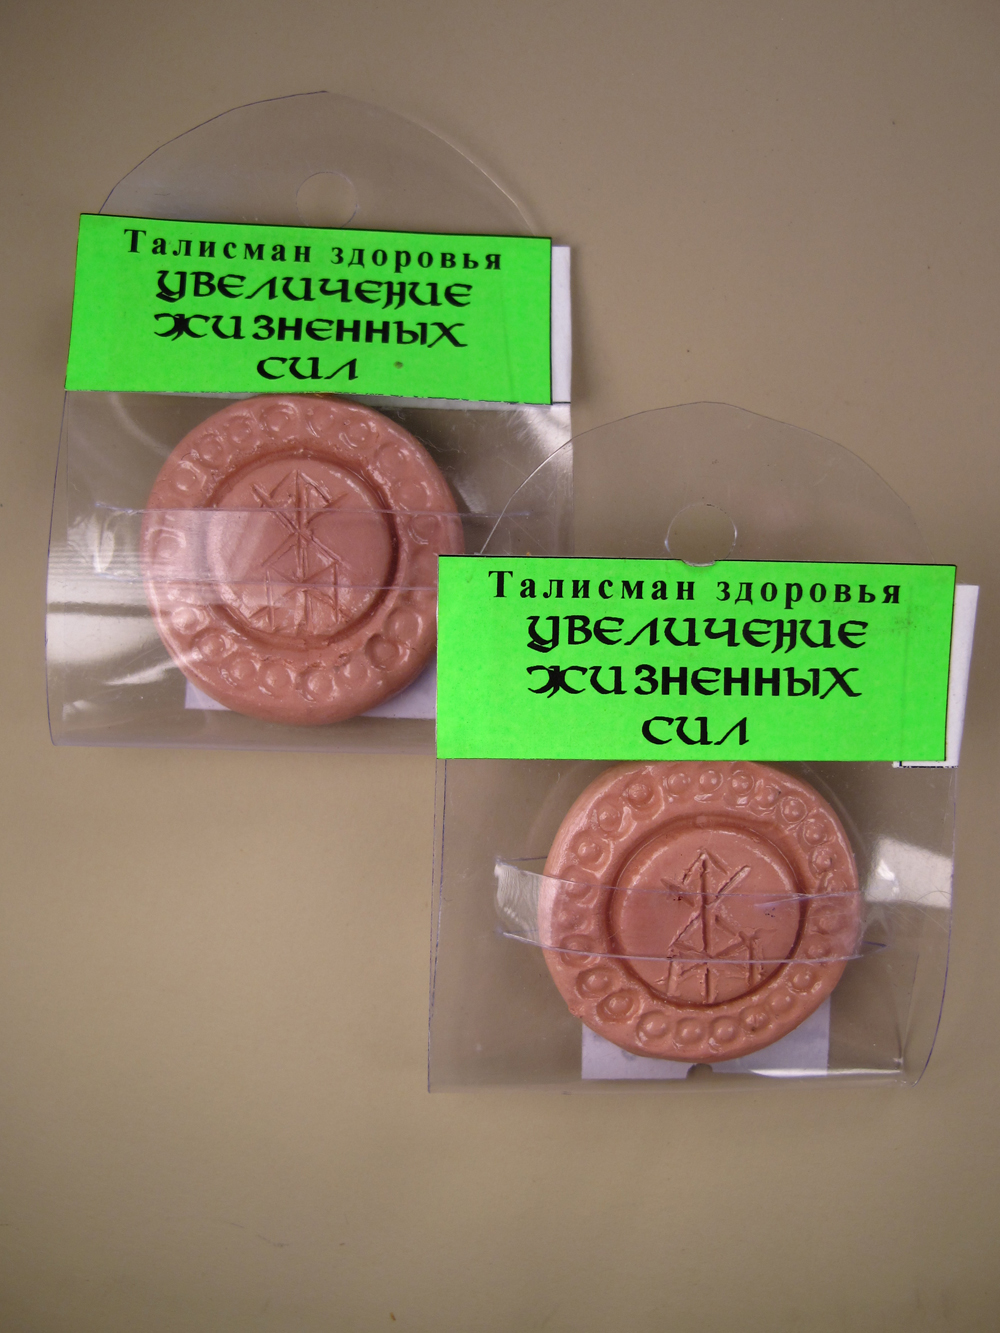 Талисман здоровья
УВЕЛИЧЕНИЕ
ЖИЗНЕННЫХ
СИЛ
Талисман здоровья
УВЕЛИЧЕНИЕ
ЖИЗНЕННЫХ
СИЛ